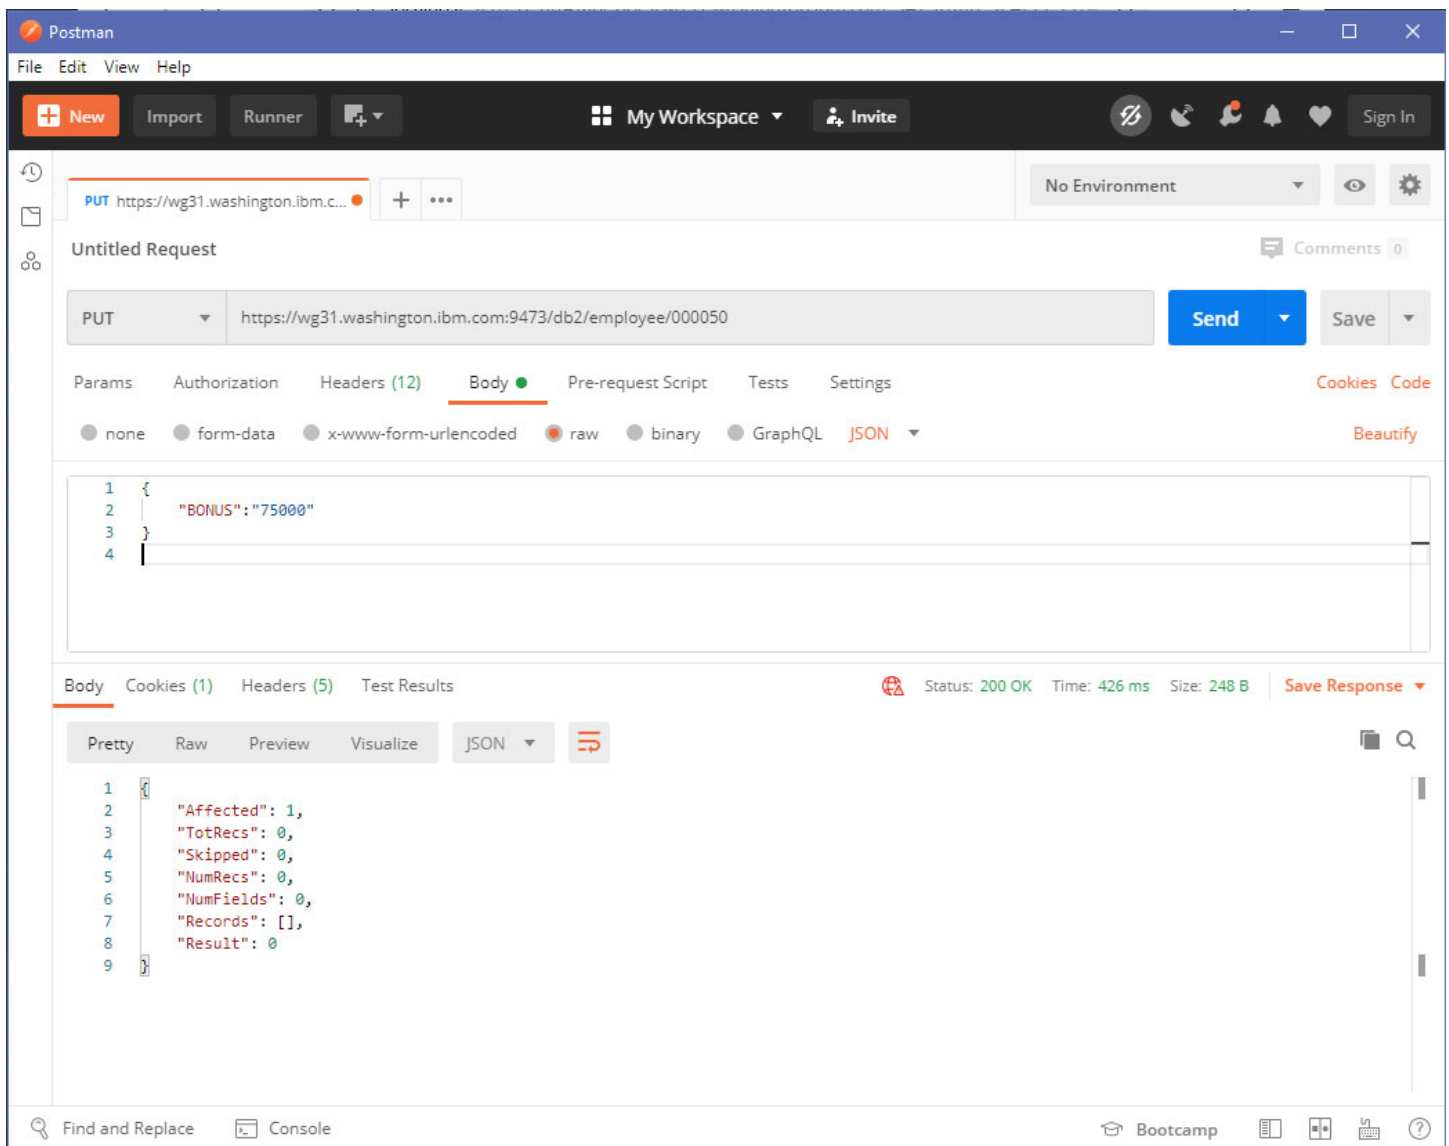 Postman
File Edit View Help
New Import Runner My Workspace Invite Sign In
PUT https://wg31.washington.ibm.c... No Environment
Untitled Request Comments 0
PUT https://wg31.washington.ibm.com:9473/db2/employee/000050 Send Save
Params Authorization Headers (12) Body Pre-request Script Tests Settings Cookies Code
none form-data x-www-form-urlencoded raw binary GraphQL JSON Beautify
1 {
2 "BONUS":"75000"
3 }
4
Body Cookies (1) Headers (5) Test Results Status: 200 OK Time: 426 ms Size: 248 B Save Response
Pretty Raw Preview Visualize JSON
1 {
2 "Affected": 1,
3 "TotRecs": 0,
4 "Skipped": 0,
5 "NumRecs": 0,
6 "NumFields": 0,
7 "Records": [],
8 "Result": 0
9 }
Find and Replace Console Bootcamp